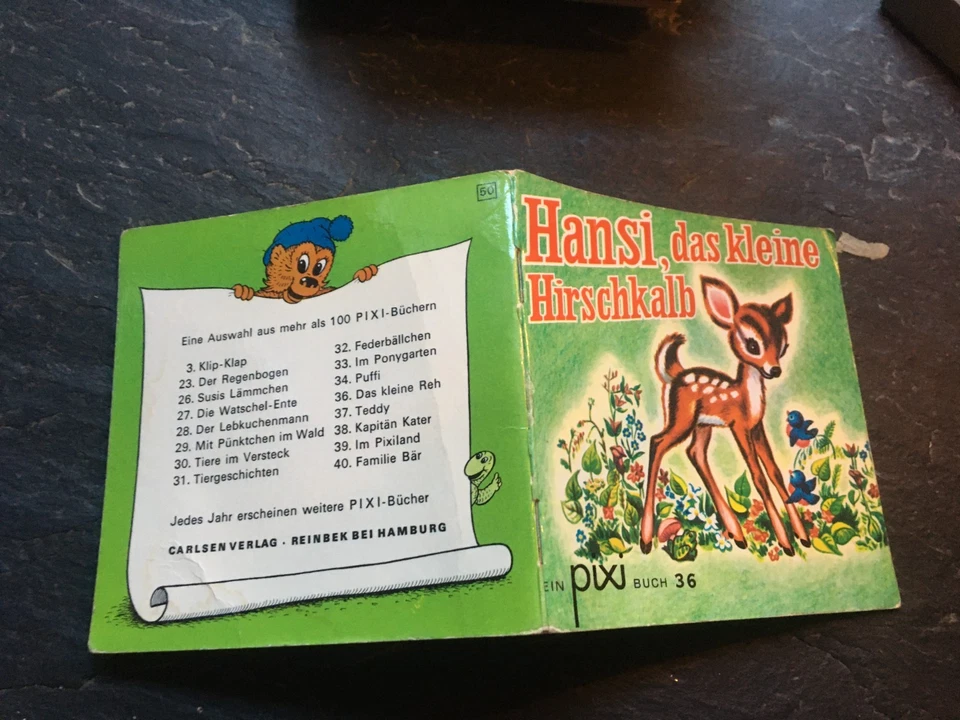 50
Eine Auswahl aus mehr als 100 PIXI-Büchern
3. Klip-Klap
23. Der Regenbogen
26. Susis Lämmchen
27. Die Watschel-Ente
28. Der Lebkuchenmann
29. Mit Pünktchen im Wald
30. Tiere im Versteck
31. Tiergeschichten
32. Federbällchen
33. Im Ponygarten
34. Puffi
36. Das kleine Reh
37. Teddy
38. Kapitän Kater
39. Im Pixiland
40. Familie Bär
Jedes Jahr erscheinen weitere PIXI-Bücher
CARLSEN VERLAG · REINBEK BEI HAMBURG
Hansi, das kleine
Hirschkalb
EIN pixi BUCH 36